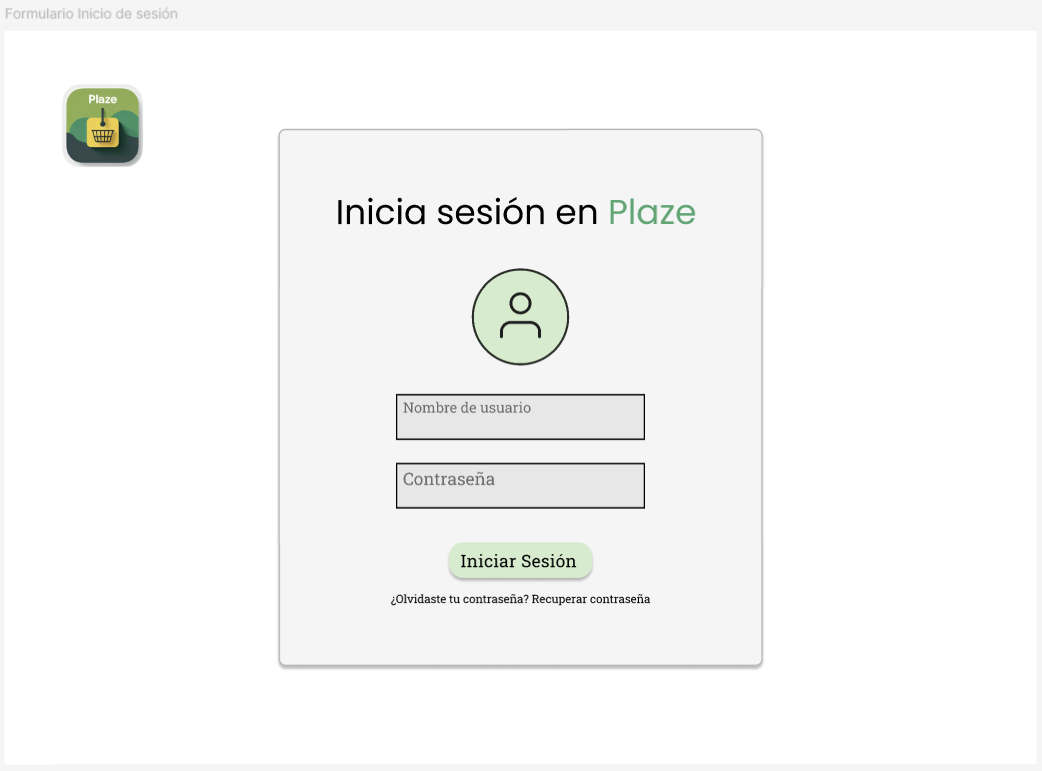 Formulario Inicio de sesión
Plaze
Inicia sesión en Plaze
Nombre de usuario
Contraseña
Iniciar Sesión
¿Olvidaste tu contraseña? Recuperar contraseña